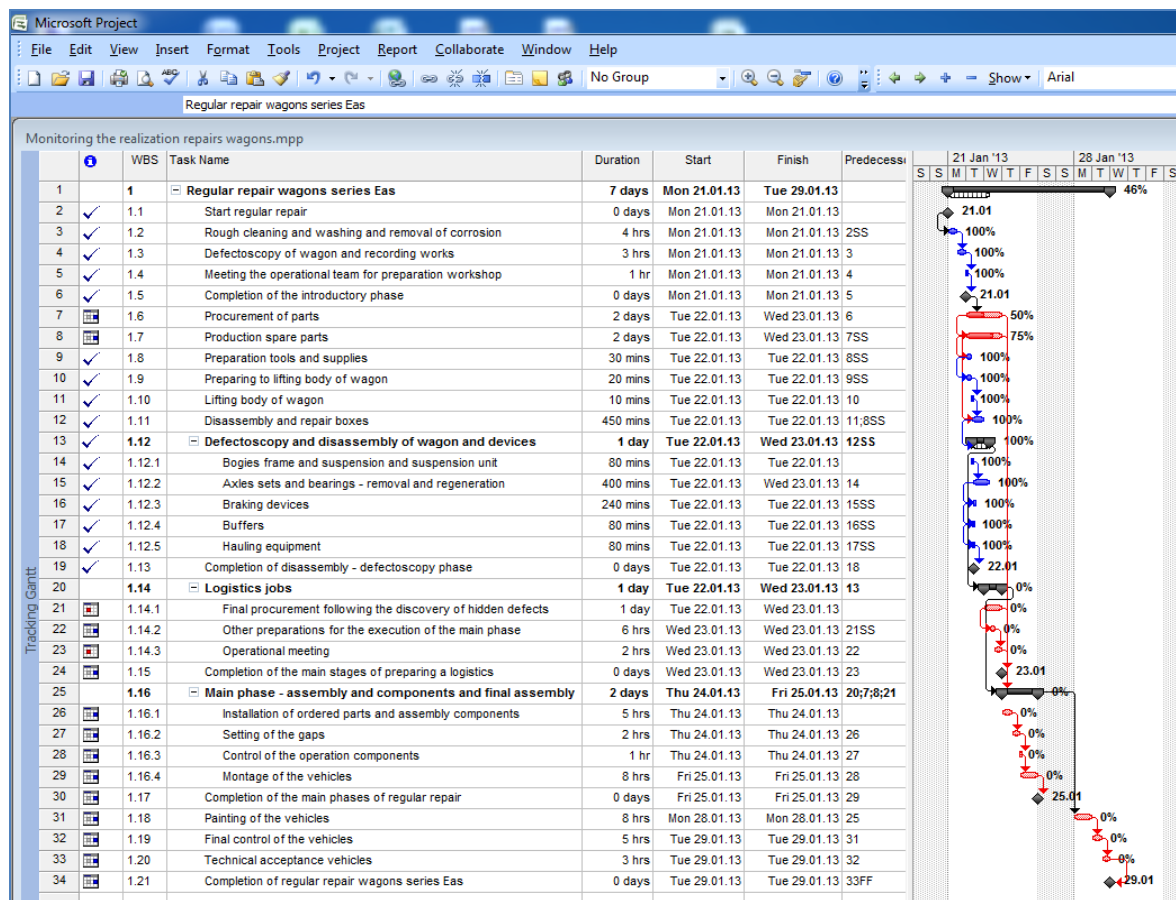 Microsoft Project
File Edit View Insert Format Tools Project Report Collaborate Window Help
ABC No Group Show Arial
Regular repair wagons series Eas
Monitoring the realization repairs wagons.mpp
WBS Task Name Duration Start Finish Predecess 21 Jan '13 28 Jan '13
S S M T W T F S S M T W T F S
1 1 Regular repair wagons series Eas 7 days Mon 21.01.13 Tue 29.01.13 46%
2 1.1 Start regular repair 0 days Mon 21.01.13 Mon 21.01.13 21.01
3 1.2 Rough cleaning and washing and removal of corrosion 4 hrs Mon 21.01.13 Mon 21.01.13 2SS 100%
4 1.3 Defectoscopy of wagon and recording works 3 hrs Mon 21.01.13 Mon 21.01.13 3 100%
5 1.4 Meeting the operational team for preparation workshop 1 hr Mon 21.01.13 Mon 21.01.13 4 100%
6 1.5 Completion of the introductory phase 0 days Mon 21.01.13 Mon 21.01.13 5 21.01
7 1.6 Procurement of parts 2 days Tue 22.01.13 Wed 23.01.13 6 50%
8 1.7 Production spare parts 2 days Tue 22.01.13 Wed 23.01.13 7SS 75%
9 1.8 Preparation tools and supplies 30 mins Tue 22.01.13 Tue 22.01.13 8SS 100%
10 1.9 Preparing to lifting body of wagon 20 mins Tue 22.01.13 Tue 22.01.13 9SS 100%
11 1.10 Lifting body of wagon 10 mins Tue 22.01.13 Tue 22.01.13 10 100%
12 1.11 Disassembly and repair boxes 450 mins Tue 22.01.13 Tue 22.01.13 11;8SS 100%
13 1.12 Defectoscopy and disassembly of wagon and devices 1 day Tue 22.01.13 Wed 23.01.13 12SS 100%
14 1.12.1 Bogies frame and suspension and suspension unit 80 mins Tue 22.01.13 Tue 22.01.13 100%
15 1.12.2 Axles sets and bearings - removal and regeneration 400 mins Tue 22.01.13 Wed 23.01.13 14 100%
16 1.12.3 Braking devices 240 mins Tue 22.01.13 Tue 22.01.13 15SS 100%
17 1.12.4 Buffers 80 mins Tue 22.01.13 Tue 22.01.13 16SS 100%
18 1.12.5 Hauling equipment 80 mins Tue 22.01.13 Tue 22.01.13 17SS 100%
19 1.13 Completion of disassembly - defectoscopy phase 0 days Tue 22.01.13 Tue 22.01.13 18 22.01
20 1.14 Logistics jobs 1 day Tue 22.01.13 Wed 23.01.13 13 0%
21 1.14.1 Final procurement following the discovery of hidden defects 1 day Tue 22.01.13 Wed 23.01.13 0%
22 1.14.2 Other preparations for the execution of the main phase 6 hrs Wed 23.01.13 Wed 23.01.13 21SS 0%
23 1.14.3 Operational meeting 2 hrs Wed 23.01.13 Wed 23.01.13 22 0%
24 1.15 Completion of the main stages of preparing a logistics 0 days Wed 23.01.13 Wed 23.01.13 23 23.01
25 1.16 Main phase - assembly and components and final assembly 2 days Thu 24.01.13 Fri 25.01.13 20;7;8;21 0%
26 1.16.1 Installation of ordered parts and assembly components 5 hrs Thu 24.01.13 Thu 24.01.13 0%
27 1.16.2 Setting of the gaps 2 hrs Thu 24.01.13 Thu 24.01.13 26 0%
28 1.16.3 Control of the operation components 1 hr Thu 24.01.13 Thu 24.01.13 27 0%
29 1.16.4 Montage of the vehicles 8 hrs Fri 25.01.13 Fri 25.01.13 28 0%
30 1.17 Completion of the main phases of regular repair 0 days Fri 25.01.13 Fri 25.01.13 29 25.01
31 1.18 Painting of the vehicles 8 hrs Mon 28.01.13 Mon 28.01.13 25 0%
32 1.19 Final control of the vehicles 5 hrs Tue 29.01.13 Tue 29.01.13 31 0%
33 1.20 Technical acceptance vehicles 3 hrs Tue 29.01.13 Tue 29.01.13 32 0%
34 1.21 Completion of regular repair wagons series Eas 0 days Tue 29.01.13 Tue 29.01.13 33FF 29.01
Tracking Gantt